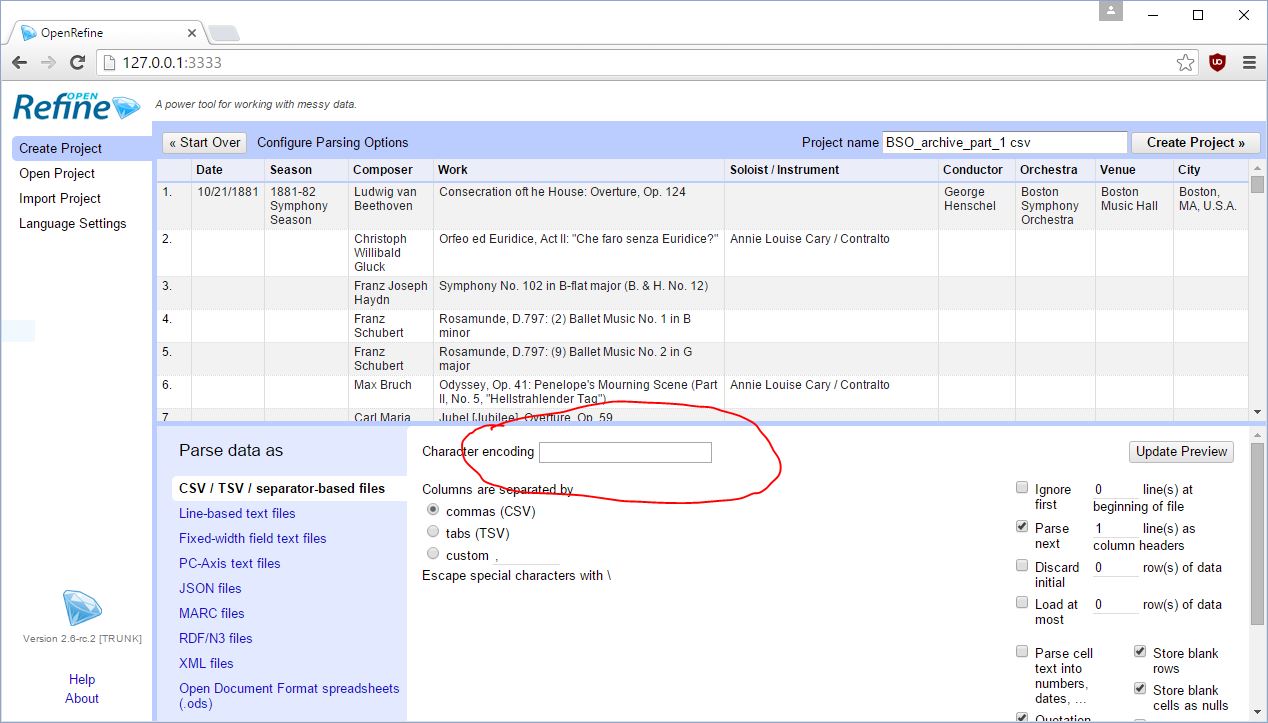 OpenRefine
127.0.0.1:3333
OPEN
Refine
A power tool for working with messy data.
Create Project
Open Project
Import Project
Language Settings
« Start Over Configure Parsing Options Project name BSO_archive_part_1 csv Create Project »
Date Season Composer Work Soloist / Instrument Conductor Orchestra Venue City
1. 10/21/1881 1881-82 Ludwig van Consecration oft he House: Overture, Op. 124 George Boston Boston Boston,
Symphony Beethoven Henschel Symphony Music Hall MA, U.S.A.
Season Orchestra
2. Christoph Orfeo ed Euridice, Act II: "Che faro senza Euridice?" Annie Louise Cary / Contralto
Willibald
Gluck
3. Franz Joseph Symphony No. 102 in B-flat major (B. & H. No. 12)
Haydn
4. Franz Rosamunde, D.797: (2) Ballet Music No. 1 in B
Schubert minor
5. Franz Rosamunde, D.797: (9) Ballet Music No. 2 in G
Schubert major
6. Max Bruch Odyssey, Op. 41: Penelope's Mourning Scene (Part Annie Louise Cary / Contralto
II, No. 5, "Hellstrahlender Tag")
7. Carl Maria Jubel [Jubilee], Overture, Op. 59
Parse data as
CSV / TSV / separator-based files
Line-based text files
Fixed-width field text files
PC-Axis text files
JSON files
MARC files
RDF/N3 files
XML files
Open Document Format spreadsheets
(.ods)
Character encoding
Update Preview
Columns are separated by
commas (CSV)
tabs (TSV)
custom ,
Escape special characters with \
Ignore 0 line(s) at
first beginning of file
Parse 1 line(s) as
next column headers
Discard 0 row(s) of data
initial
Load at 0 row(s) of data
most
Parse cell
text into
numbers,
dates, ...
Quotation
Store blank
rows
Store blank
cells as nulls
Version 2.6-rc.2 [TRUNK]
Help
About